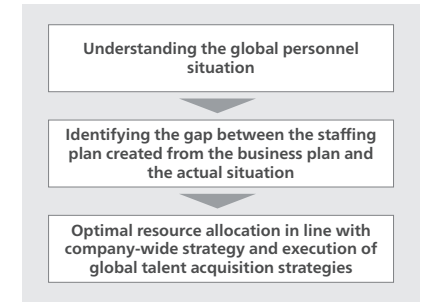 Understanding the global personnel
situation
Identifying the gap between the staffing
plan created from the business plan and
the actual situation
Optimal resource allocation in line with
company-wide strategy and execution of
global talent acquisition strategies